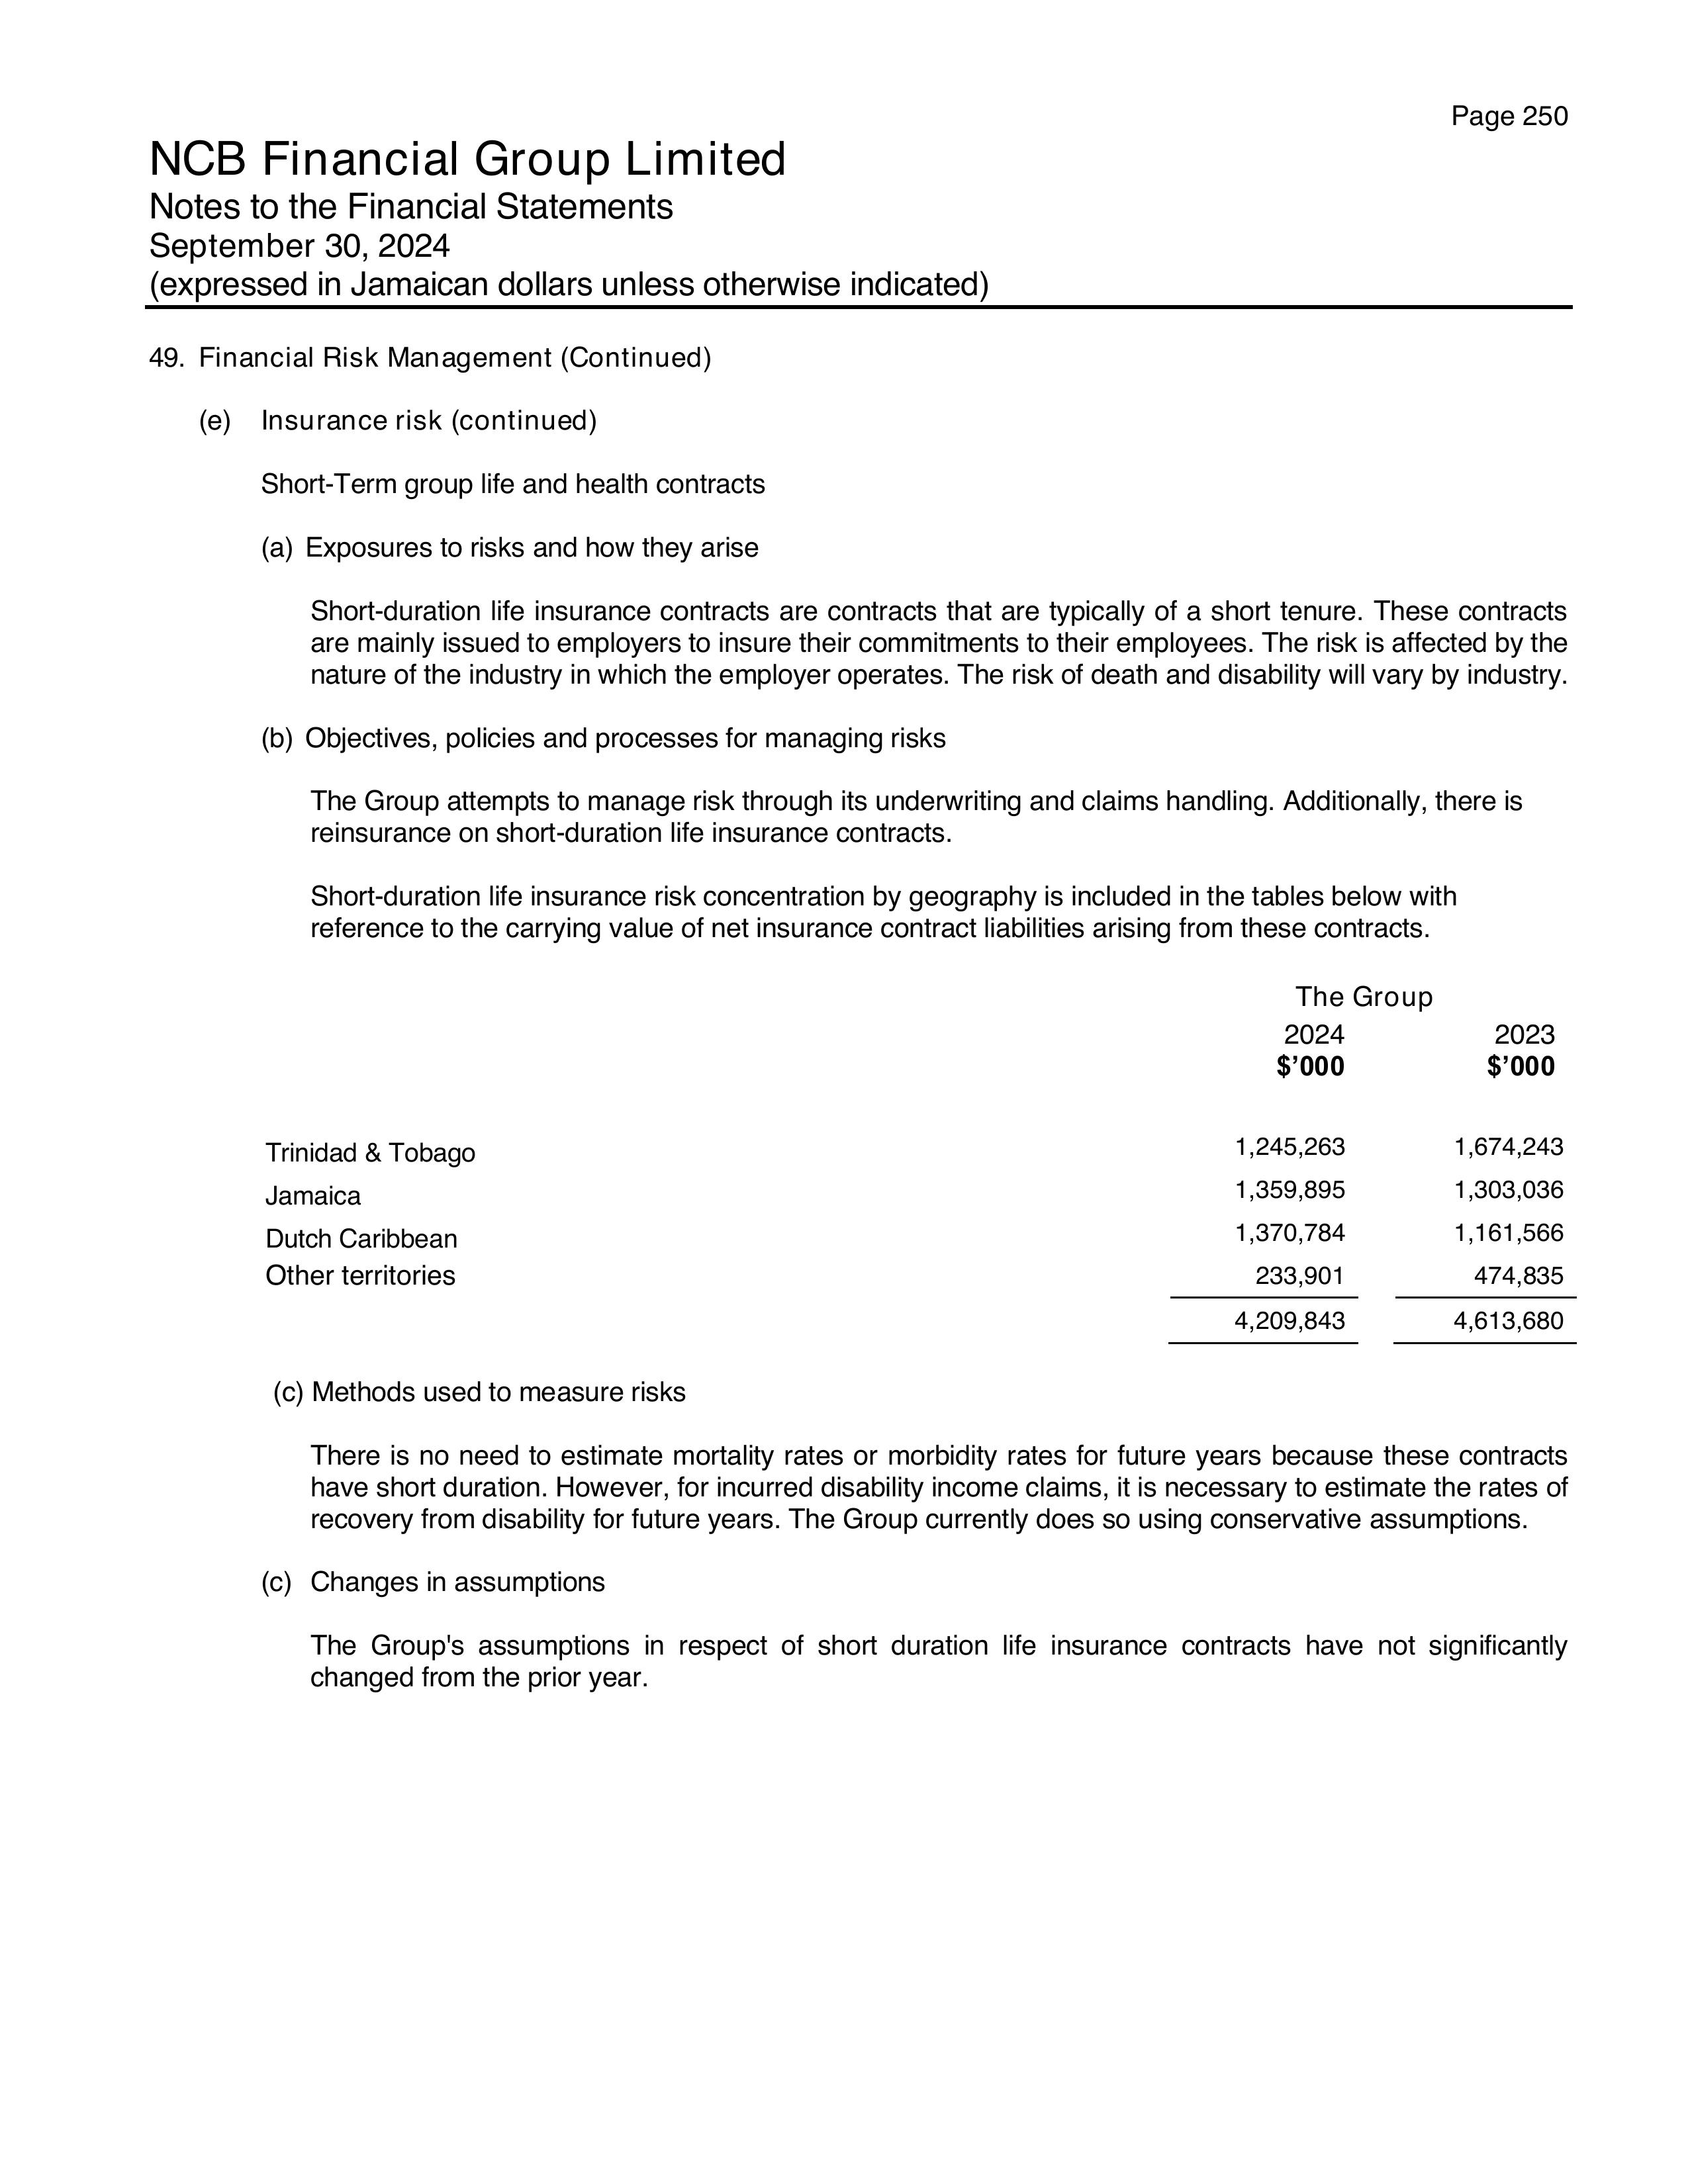 Page 250
NCB Financial Group Limited
Notes to the Financial Statements
September 30, 2024
(expressed in Jamaican dollars unless otherwise indicated)
49. Financial Risk Management (Continued)
(e) Insurance risk (continued)
Short-Term group life and health contracts
(a) Exposures to risks and how they arise
Short-duration life insurance contracts are contracts that are typically of a short tenure. These contracts
are mainly issued to employers to insure their commitments to their employees. The risk is affected by the
nature of the industry in which the employer operates. The risk of death and disability will vary by industry.
(b) Objectives, policies and processes for managing risks
The Group attempts to manage risk through its underwriting and claims handling. Additionally, there is
reinsurance on short-duration life insurance contracts.
Short-duration life insurance risk concentration by geography is included in the tables below with
reference to the carrying value of net insurance contract liabilities arising from these contracts.
The Group
2024 2023
$’000 $’000
Trinidad & Tobago 1,245,263 1,674,243
Jamaica 1,359,895 1,303,036
Dutch Caribbean 1,370,784 1,161,566
Other territories 233,901 474,835
4,209,843 4,613,680
(c) Methods used to measure risks
There is no need to estimate mortality rates or morbidity rates for future years because these contracts
have short duration. However, for incurred disability income claims, it is necessary to estimate the rates of
recovery from disability for future years. The Group currently does so using conservative assumptions.
(c) Changes in assumptions
The Group's assumptions in respect of short duration life insurance contracts have not significantly
changed from the prior year.